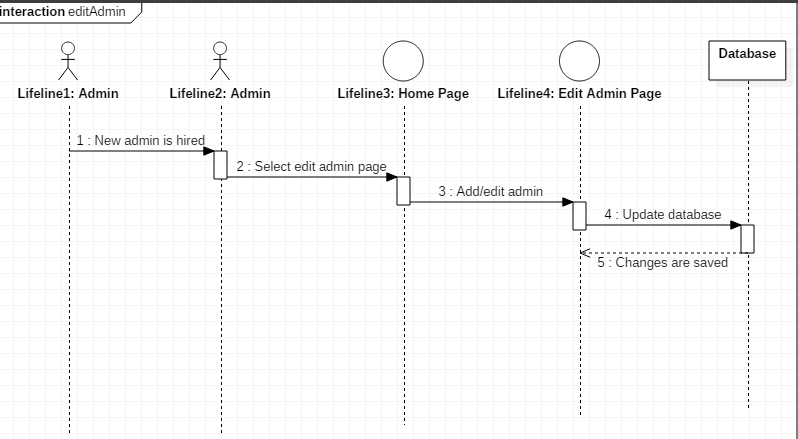 interaction editAdmin
Lifeline1: Admin
Lifeline2: Admin
Lifeline3: Home Page
Lifeline4: Edit Admin Page
Database
1 : New admin is hired
2 : Select edit admin page
3 : Add/edit admin
4 : Update database
5 : Changes are saved